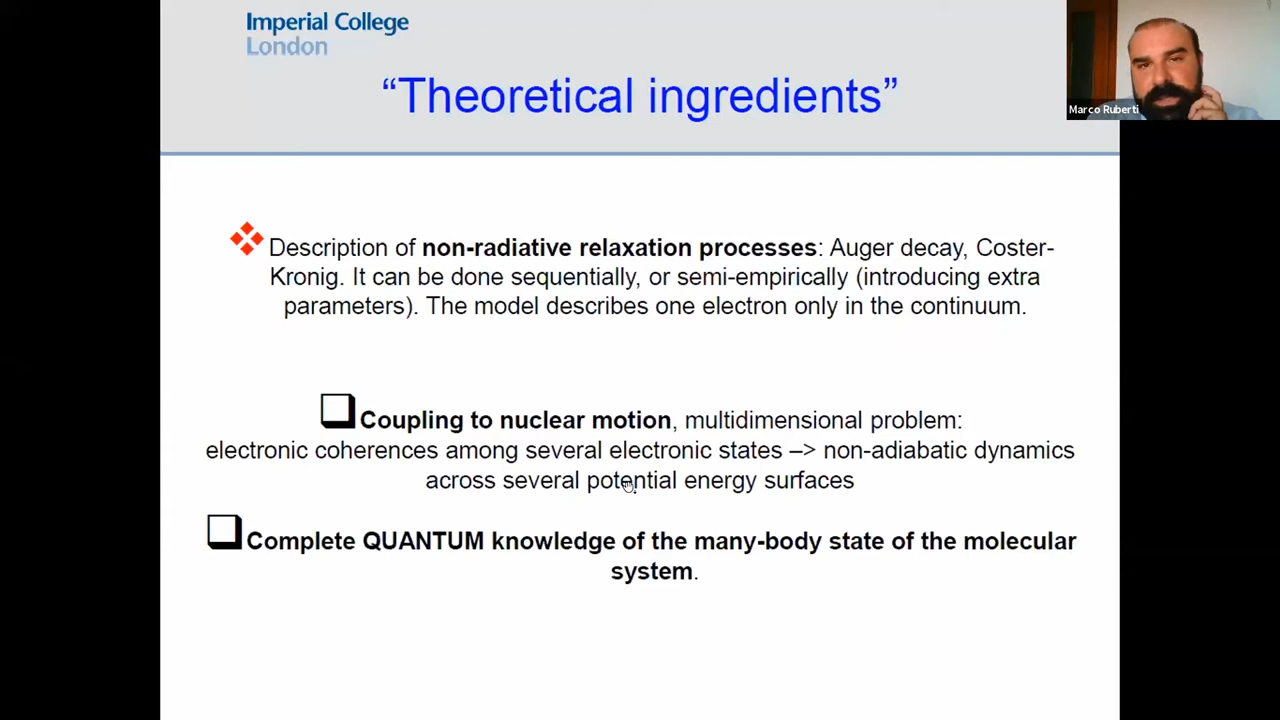 Imperial College
London
“Theoretical ingredients”
Marco Ruberti
Description of non-radiative relaxation processes: Auger decay, Coster-
Kronig. It can be done sequentially, or semi-empirically (introducing extra
parameters). The model describes one electron only in the continuum.
Coupling to nuclear motion, multidimensional problem:
electronic coherences among several electronic states –> non-adiabatic dynamics
across several potential energy surfaces
Complete QUANTUM knowledge of the many-body state of the molecular
system.